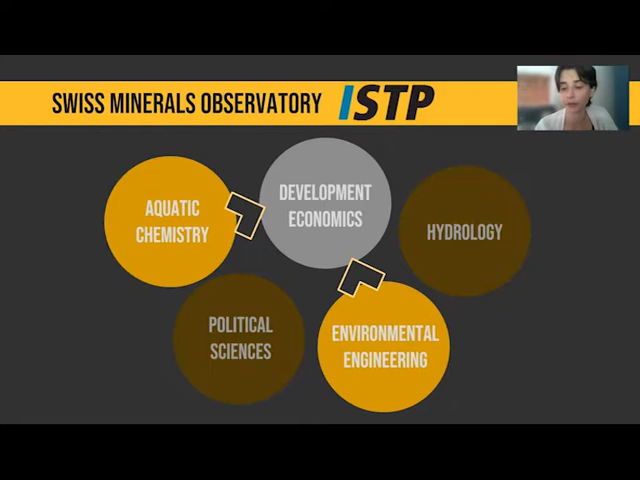 SWISS MINERALS OBSERVATORY ISTP
AQUATIC
CHEMISTRY
DEVELOPMENT
ECONOMICS
HYDROLOGY
POLITICAL
SCIENCES
ENVIRONMENTAL
ENGINEERING